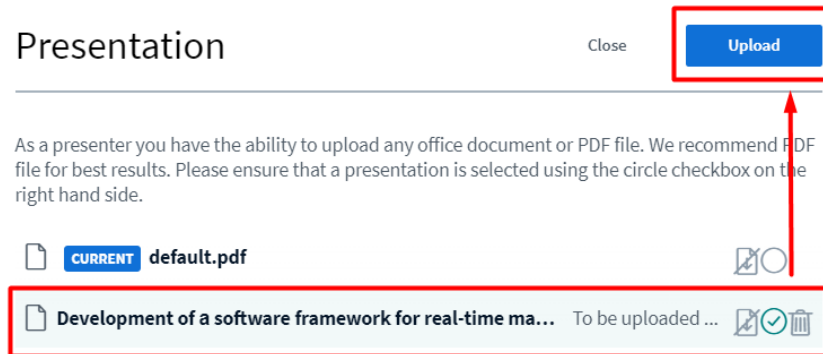 Presentation
Close
Upload
As a presenter you have the ability to upload any office document or PDF file. We recommend PDF
file for best results. Please ensure that a presentation is selected using the circle checkbox on the
right hand side.
CURRENT default.pdf
Development of a software framework for real-time ma... To be uploaded ...